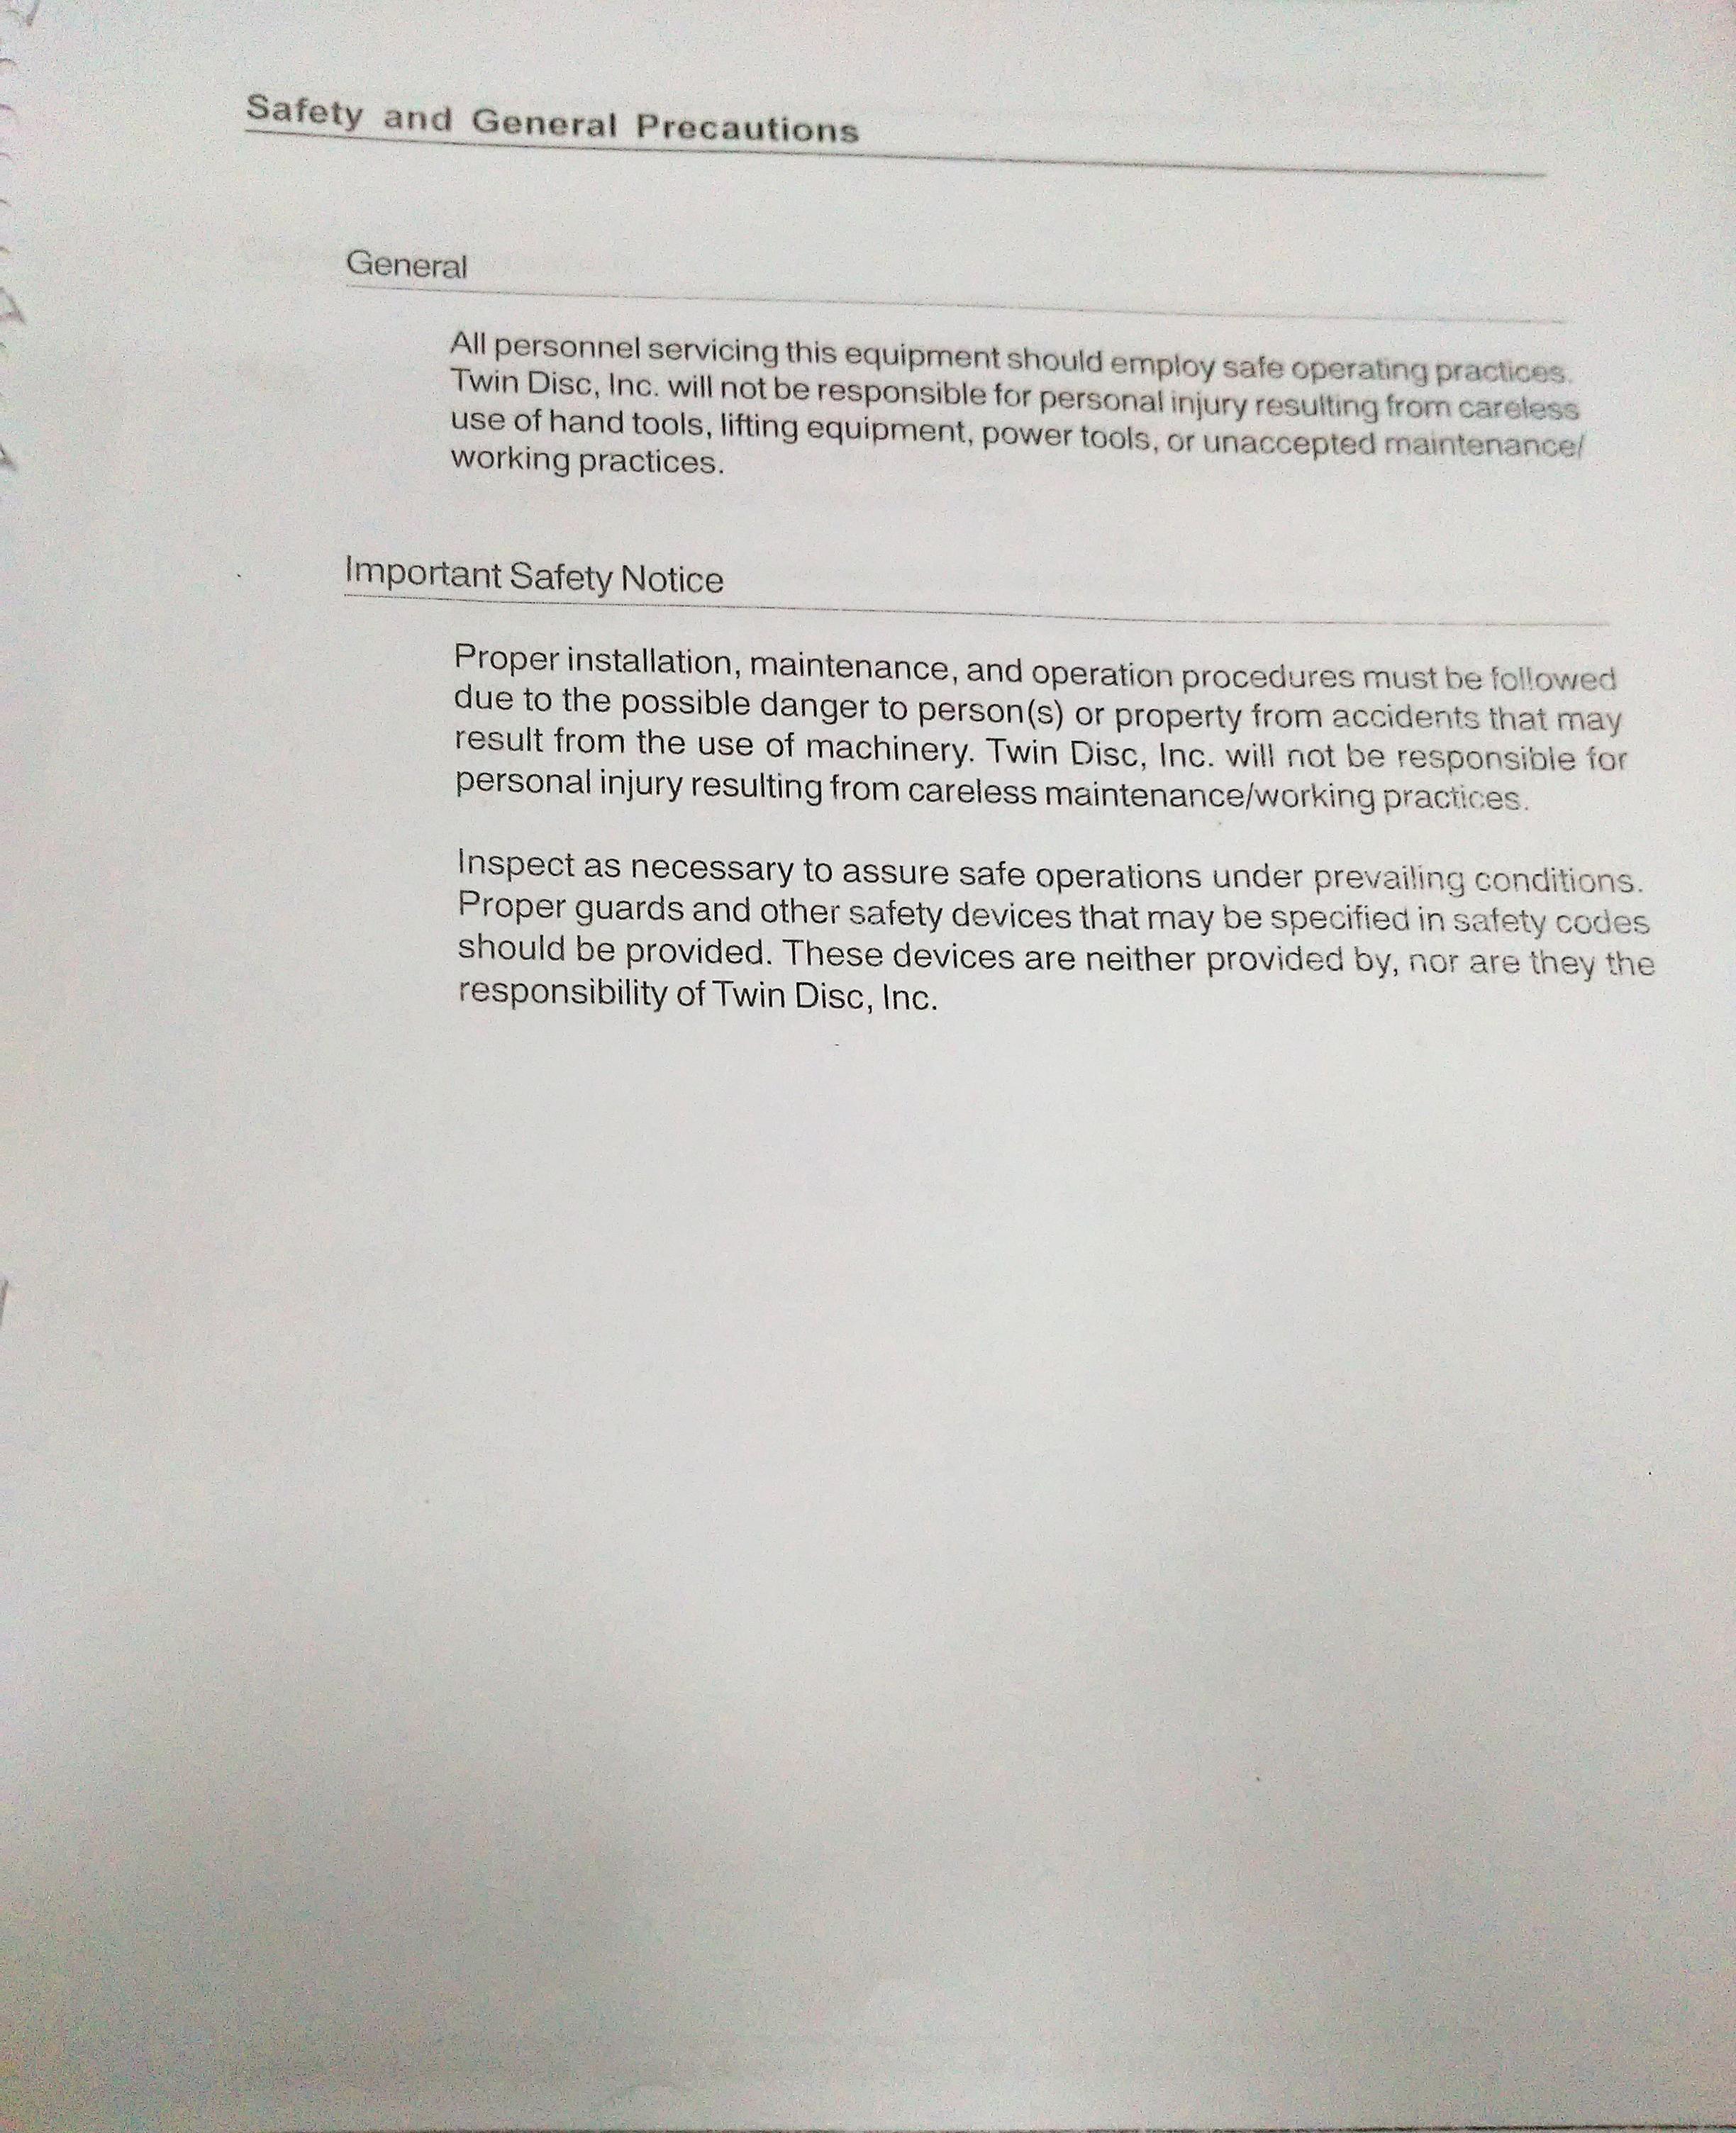 Safety and General Precautions
General
All personnel servicing this equipment should employ safe operating practices.
Twin Disc, Inc. will not be responsible for personal injury resulting from careless
use of hand tools, lifting equipment, power tools, or unaccepted maintenance/
working practices.
Important Safety Notice
Proper installation, maintenance, and operation procedures must be followed
due to the possible danger to person(s) or property from accidents that may
result from the use of machinery. Twin Disc, Inc. will not be responsible for
personal injury resulting from careless maintenance/working practices.
Inspect as necessary to assure safe operations under prevailing conditions.
Proper guards and other safety devices that may be specified in safety codes
should be provided. These devices are neither provided by, nor are they the
responsibility of Twin Disc, Inc.